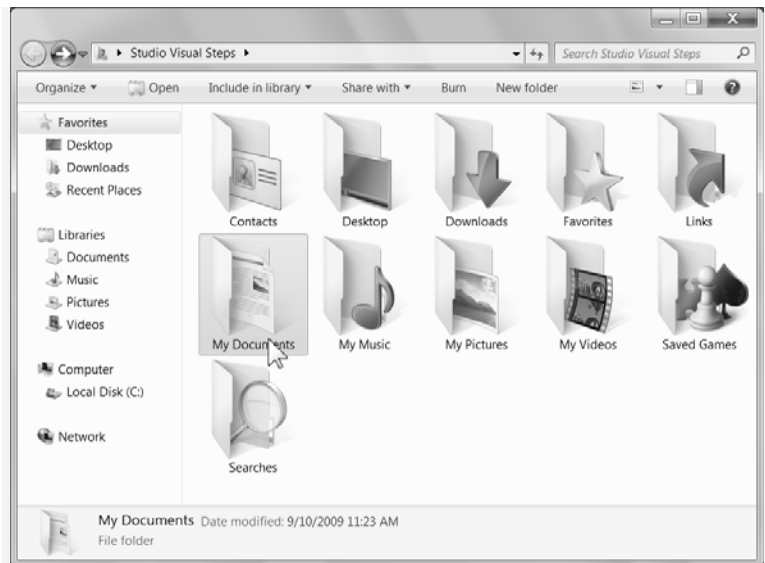 Studio Visual Steps
Search Studio Visual Steps
Organize Open Include in library Share with Burn New folder
Favorites
Desktop
Downloads
Recent Places
Libraries
Documents
Music
Pictures
Videos
Computer
Local Disk (C:)
Network
Contacts Desktop Downloads Favorites Links
My Documents My Music My Pictures My Videos Saved Games
Searches
My Documents Date modified: 9/10/2009 11:23 AM
File folder